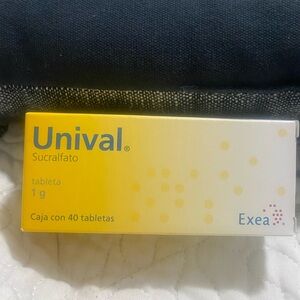 Unival®
Sucralfato
tableta
1 g
Caja con 40 tabletas
Exea